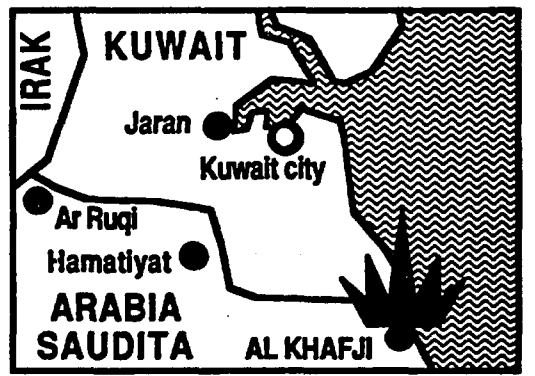 IRAK
KUWAIT
Jaran
Kuwait city
Ar Ruqi
Hamatiyat
ARABIA
SAUDITA
AL KHAFJI